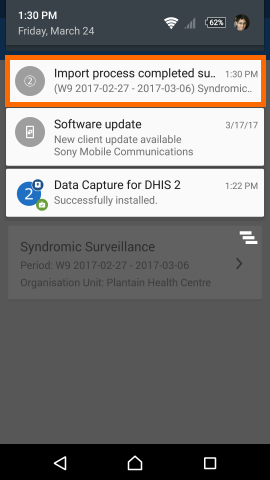 1:30 PM
62%
Friday, March 24
2
Import process completed su..
1:30 PM
(W9 2017-02-27 - 2017-03-06) Syndromic..
Software update
3/17/17
New client update available
Sony Mobile Communications
2
Data Capture for DHIS 2
1:22 PM
Successfully installed.
Syndromic Surveillance
Period: W9 2017-02-27 - 2017-03-06
Organisation Unit: Plantain Health Centre